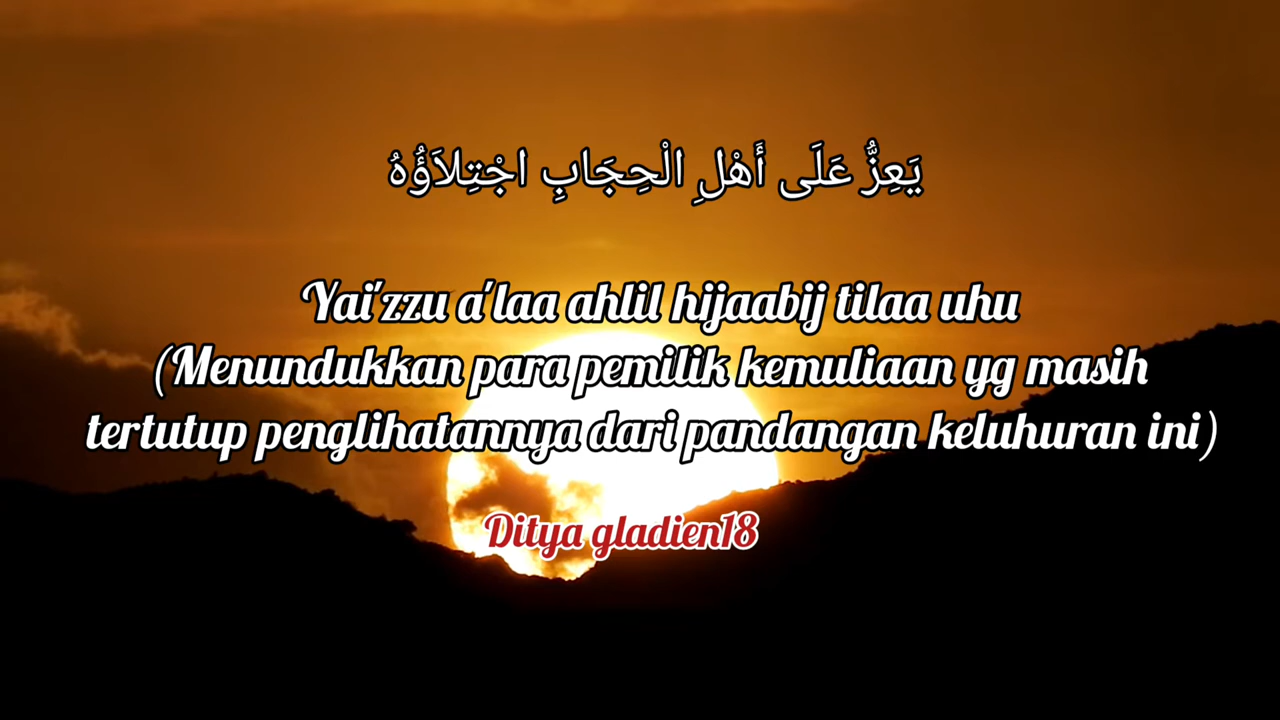 يَعِزُّ عَلَى أَهْلِ الْحِجَابِ اجْتِلاَؤُهُ
Yai'zzu a'laa ahlil hijaabij tilaa uhu
(Menundukkan para pemilik kemuliaan yg masih
tertutup penglihatannya dari pandangan keluhuran ini)
Ditya gladien18